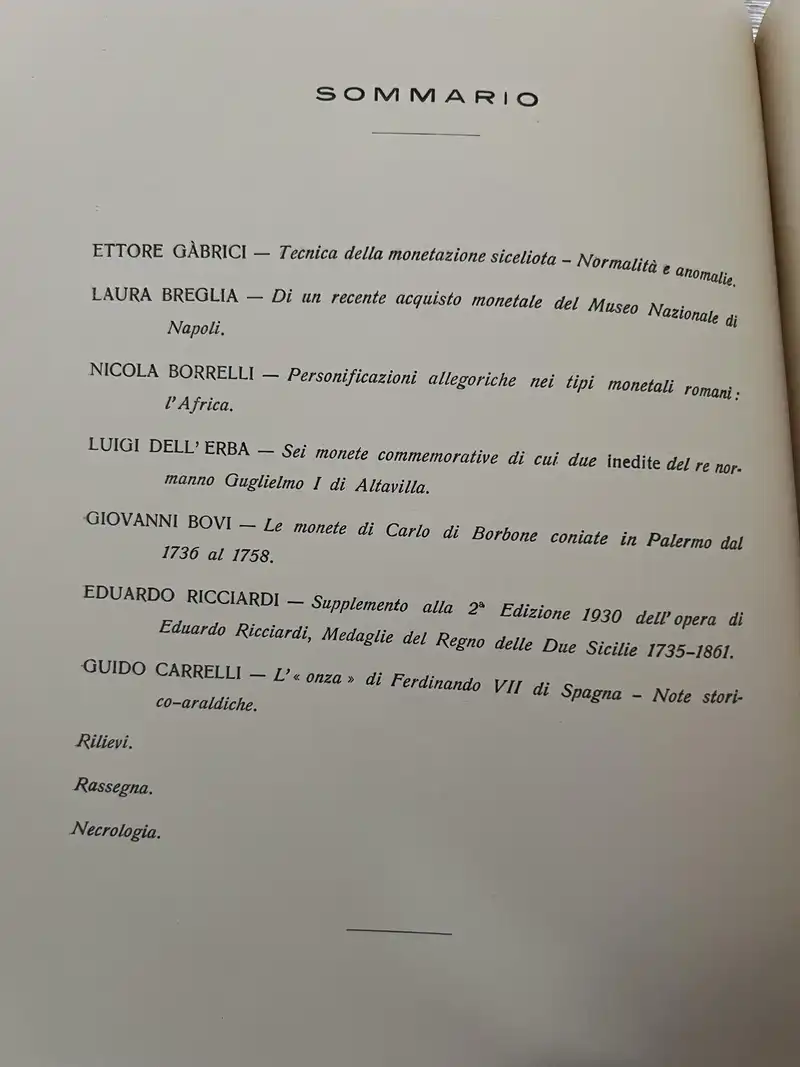 SOMMARIO
ETTORE GÀBRICI — Tecnica della monetazione siceliota – Normalità e anomalie.
LAURA BREGLIA — Di un recente acquisto monetale del Museo Nazionale di
Napoli.
NICOLA BORRELLI — Personificazioni allegoriche nei tipi monetali romani:
l'Africa.
LUIGI DELL' ERBA — Sei monete commemorative di cui due inedite del re nor-
manno Guglielmo I di Altavilla.
GIOVANNI BOVI — Le monete di Carlo di Borbone coniate in Palermo dal
1736 al 1758.
EDUARDO RICCIARDI — Supplemento alla 2ª Edizione 1930 dell' opera di
Eduardo Ricciardi, Medaglie del Regno delle Due Sicilie 1735–1861.
GUIDO CARRELLI — L' « onza » di Ferdinando VII di Spagna – Note stori-
co–araldiche.
Rilievi.
Rassegna.
Necrologia.